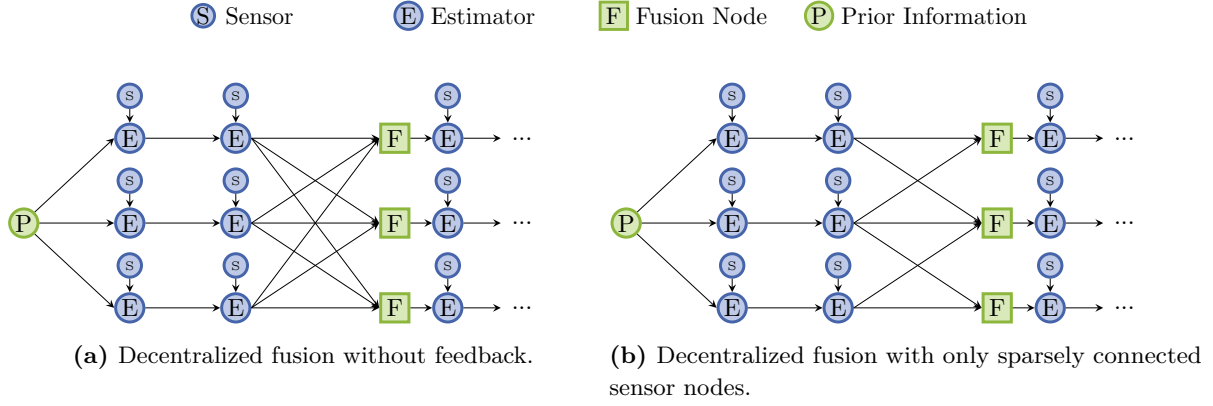 S Sensor E Estimator F Fusion Node P Prior Information
S S S S S S
E E F E ... E E F E ...
S S S S S S
P E E F E ... P E E F E ...
S S S S S S
E E F E ... E E F E ...
(a) Decentralized fusion without feedback.
(b) Decentralized fusion with only sparsely connected
sensor nodes.